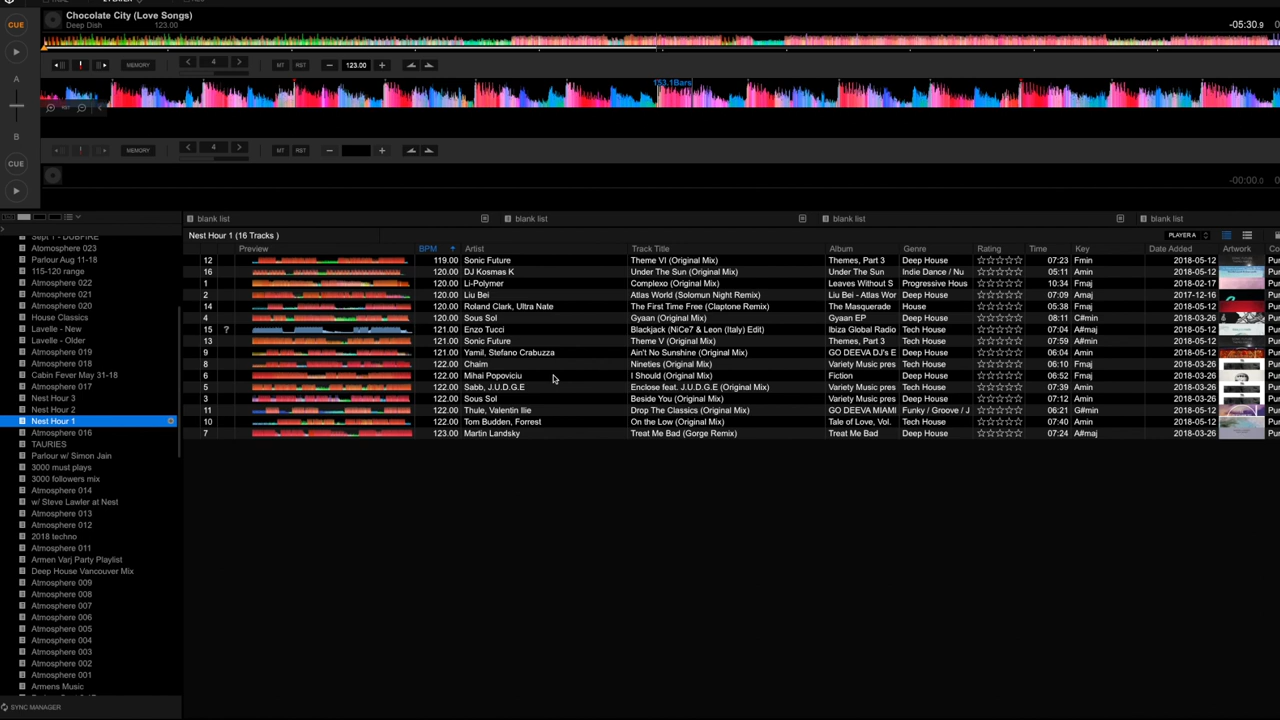 CUE
Chocolate City (Love Songs)
Deep Dish 123.00
-05:30.9
MEMORY 4 MT RST 123.00
A
153.1Bars
RST
B
MEMORY 4 MT RST
CUE
-00:00.0
blank list blank list blank list blank list
Nest Hour 1 (16 Tracks ) PLAYER A
Preview BPM Artist Track Title Album Genre Rating Time Key Date Added Artwork
12 119.00 Sonic Future Theme VI (Original Mix) Themes, Part 3 Deep House 07:23 Fmin 2018-05-12
16 120.00 DJ Kosmas K Under The Sun (Original Mix) Under The Sun Indie Dance / Nu 05:11 Amin 2018-05-12
1 120.00 Li-Polymer Complexo (Original Mix) Leaves Without S Progressive Hous 10:34 Fmaj 2018-02-17
2 120.00 Liu Bei Atlas World (Solomun Night Remix) Liu Bei - Atlas Wor Deep House 07:09 Amaj 2017-12-16
14 120.00 Roland Clark, Ultra Nate The First Time Free (Claptone Remix) The Masquerade House 05:38 Fmaj 2018-05-12
4 120.00 Sous Sol Gyaan (Original Mix) Gyaan EP Deep House 08:11 C#min 2018-03-26
15 ? 121.00 Enzo Tucci Blackjack (NiCe7 & Leon (Italy) Edit) Ibiza Global Radio Tech House 07:04 A#maj 2018-05-12
13 121.00 Sonic Future Theme V (Original Mix) Themes, Part 3 Tech House 07:59 A#min 2018-05-12
9 122.00 Yamil, Stefano Crabuzza Ain't No Sunshine (Original Mix) GO DEEVA DJ's E Deep House 06:04 Amin 2018-03-26
8 122.00 Chaim Nineties (Original Mix) Variety Music pres Tech House 07:03 Fmaj 2018-03-26
6 122.00 Mihai Popoviciu I Should (Original Mix) Fiction Deep House 06:52 Fmaj 2018-03-26
5 122.00 Sabb, J.U.D.G.E Enclose feat. J.U.D.G.E (Original Mix) Variety Music pres Tech House 07:39 Amin 2018-03-26
3 122.00 Sous Sol Beside You (Original Mix) Variety Music pres Deep House 07:12 Amin 2018-03-26
11 122.00 Thule, Valentin Ilie Drop The Classics (Original Mix) GO DEEVA MIAMI Funky / Groove / J 06:21 G#min 2018-03-26
10 122.00 Tom Budden, Forrest On the Low (Original Mix) Tale of Love, Vol. Tech House 07:40 Amin 2018-03-26
7 123.00 Martin Landsky Treat Me Bad (Gorge Remix) Treat Me Bad Deep House 07:24 A#maj 2018-03-26
Sept 1 - DUBFIRE
Atomosphere 023
Parlour Aug 11-18
115-120 range
Atmosphere 022
Atmosphere 021
Atmosphere 020
House Classics
Lavelle - New
Lavelle - Older
Atmosphere 019
Atmosphere 018
Cabin Fever May 31-18
Atmosphere 017
Nest Hour 3
Nest Hour 2
Nest Hour 1
Atmosphere 016
TAURIES
Parlour w/ Simon Jain
3000 must plays
3000 followers mix
Atmosphere 014
w/ Steve Lawler at Nest
Atmosphere 013
Atmosphere 012
2018 techno
Atmosphere 011
Armen Varj Party Playlist
Deep House Vancouver Mix
Atmosphere 009
Atmosphere 008
Atmosphere 007
Atmosphere 006
Atmosphere 005
Atmosphere 004
Atmosphere 003
Atmosphere 002
Atmosphere 001
Armens Music
SYNC MANAGER